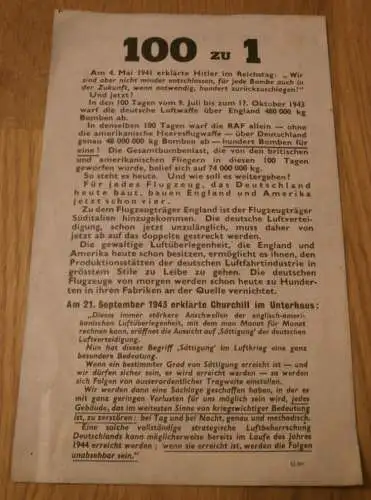 100 zu 1
Am 4. Mai 1941 erklärte Hitler im Reichstag: „Wir
sind aber nicht minder entschlossen, für jede Bombe auch in
der Zukunft, wenn notwendig, hundert zurückzuschlagen!"
Und jetzt?
In den 100 Tagen vom 9. Juli bis zum 17. Oktober 1943
warf die deutsche Luftwaffe über England 480 000 kg
Bomben ab.
In denselben 100 Tagen warf die RAF allein — ohne
die amerikanische Heeresflugwaffe — über Deutschland
genau 48 000 000 kg Bomben ab — hundert Bomben für
eine! Die Gesamtbombenlast, die von den britischen
und amerikanischen Fliegern in diesen 100 Tagen
geworfen wurde, belief sich auf 74 000 000 kg.
So steht es heute. Und wie soll es weitergehen?
Für jedes Flugzeug, das Deutschland
heute baut, bauen England und Amerika
jetzt schon vier.
Zu dem Flugzeugträger England ist der Flugzeugträger
Süditalien hinzugekommen. Die deutsche Luftvertei-
digung, schon jetzt unzulänglich, muss daher von
jetzt ab auf das doppelte gestreckt werden.
Die gewaltige Luftüberlegenheit, die England und
Amerika heute schon besitzen, ermöglicht es ihnen, den
Produktionsstätten der deutschen Luftfahrtindustrie in
grösstem Stile zu Leibe zu gehen. Die deutschen
Flugzeuge von morgen werden schon heute zu Hunder-
ten in ihren Fabriken an der Quelle vernichtet.
Am 21. September 1943 erklärte Churchill im Unterhaus:
„Dieses immer stärkere Anschwellen der englisch-ameri-
kanischen Luftüberlegenheit, mit dem man Monat für Monat
rechnen kann, eröffnet die Aussicht auf ‚Sättigung' der deutschen
Luftverteidigung.
Nun hat dieser Begriff ‚Sättigung' im Luftkrieg eine ganz
besondere Bedeutung.
Wenn ein bestimmter Grad von Sättigung erreicht ist — und
wir dürfen sicher sein, er wird erreicht werden — so werden
sich Folgen von ausserordentlicher Tragweite einstellen.
Wir werden dann eine Sachlage geschaffen haben, in der es
mit ganz geringen Verlusten für uns möglich sein wird, jedes
Gebäude, das im weitesten Sinne von kriegswichtiger Bedeutung
ist, zu zerstören: bei Tag und bei Nacht, genau und methodisch.
Eine solche vollständige strategische Luftbeherrschung
Deutschlands kann möglicherweise bereits im Laufe des Jahres
1944 erreicht werden; wenn sie erreicht ist, werden die Folgen
unabsehbar sein."